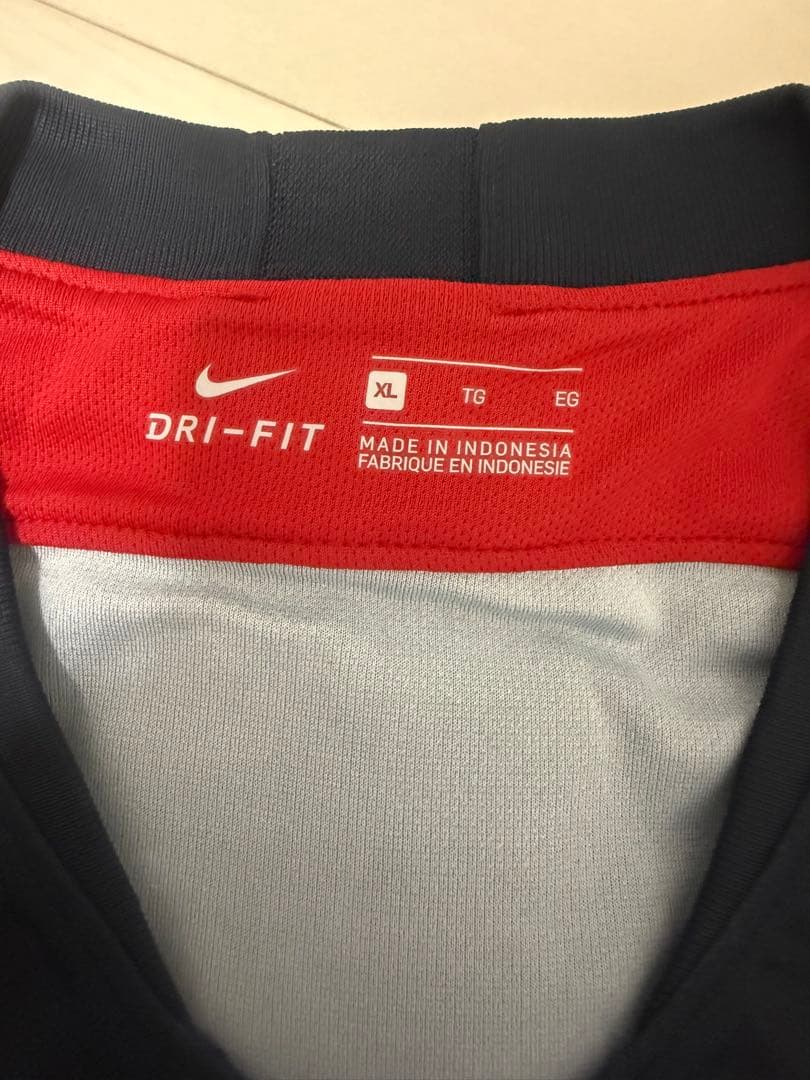 DRI-FIT
XL TG EG
MADE IN INDONESIA
FABRIQUE EN INDONESIE